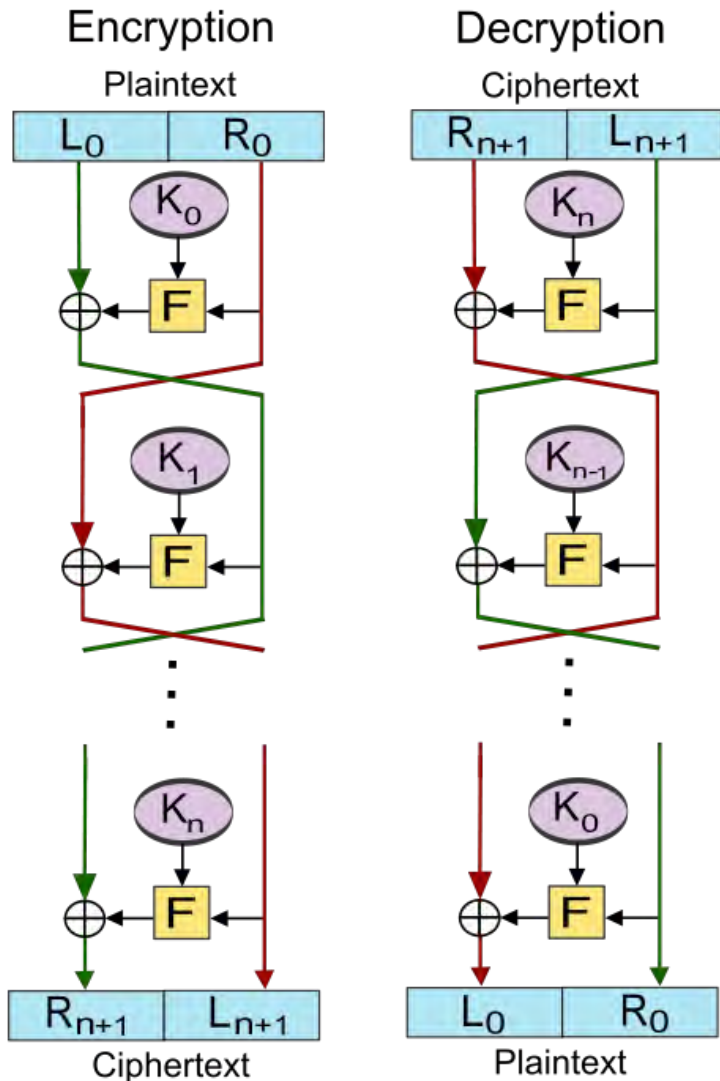 Encryption
Plaintext
L₀ R₀
K₀
F
K₁
F
Kₙ
F
Rₙ₊₁ Lₙ₊₁
Ciphertext
Decryption
Ciphertext
Rₙ₊₁ Lₙ₊₁
Kₙ
F
Kₙ₋₁
F
K₀
F
L₀ R₀
Plaintext